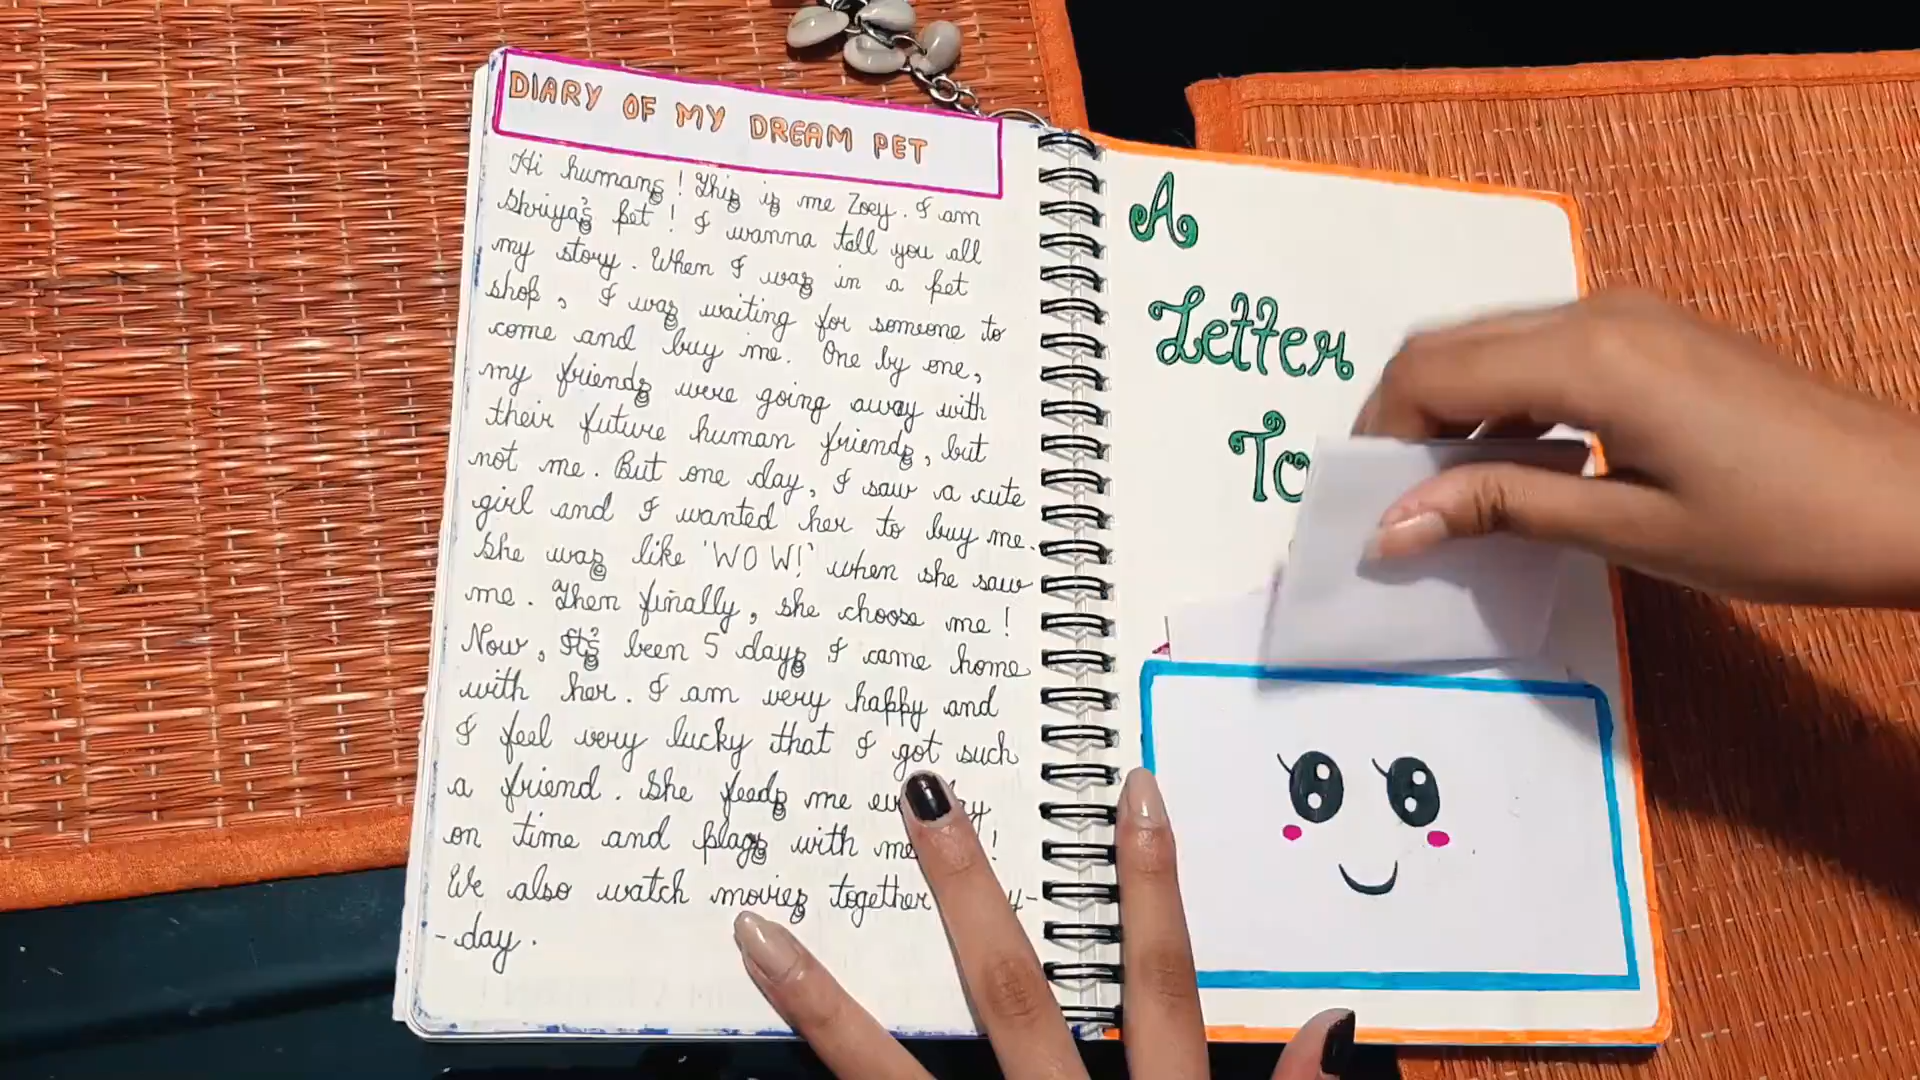 DIARY OF MY DREAM PET
Hi humans! This is me Zoey. I am
Shriya's pet! I wanna tell you all
my story. When I was in a pet
shop, I was waiting for someone to
come and buy me. One by one,
my friends were going away with
their future human friends, but
not me. But one day, I saw a cute
girl and I wanted her to buy me.
She was like 'WOW!' when she saw
me. Then finally, she choose me!
Now, It's been 5 days I came home
with her. I am very happy and
I feel very lucky that I got such
a friend. She feeds me
on time and plays with me !
We also watch movies together
-day.
A
Letter
To